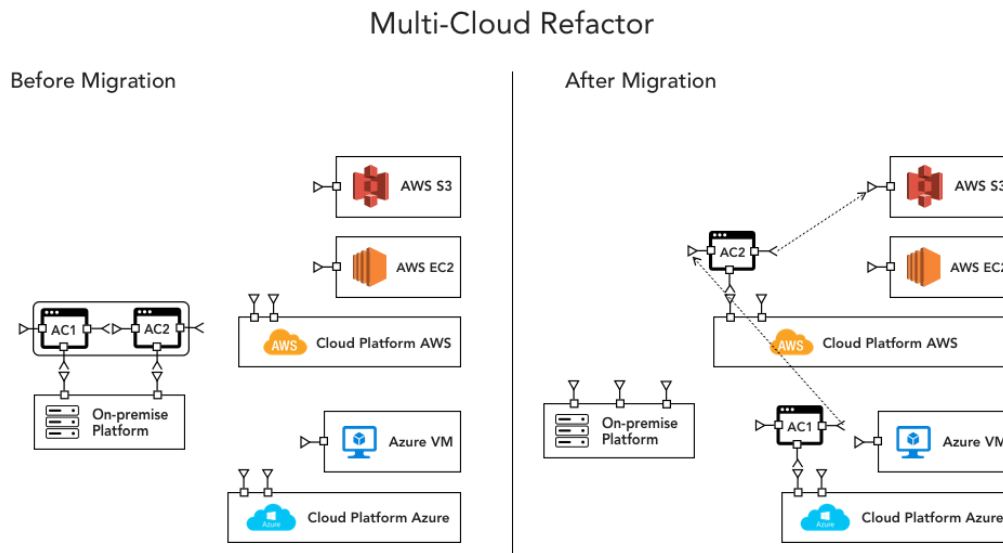 Multi-Cloud Refactor
Before Migration
AWS S3
AWS EC2
AC1
AC2
AWS
Cloud Platform AWS
On-premise
Platform
Azure VM
Azure
Cloud Platform Azure
After Migration
AWS S3
AC2
AWS EC2
AWS
Cloud Platform AWS
On-premise
Platform
AC1
Azure VM
Azure
Cloud Platform Azure